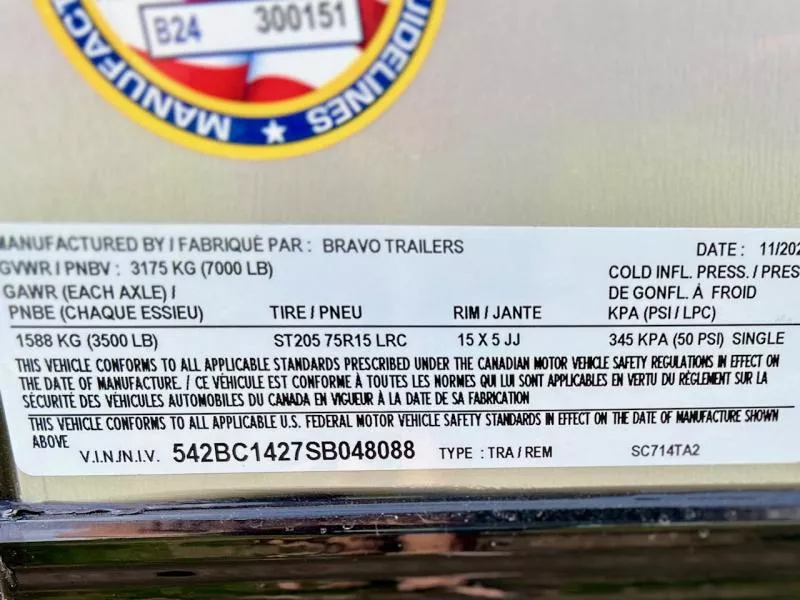 B24 300151
MANUFACT
UIDELINES
MANUFACTURED BY / FABRIQUÉ PAR : BRAVO TRAILERS DATE : 11/202
GVWR / PNBV : 3175 KG (7000 LB) COLD INFL. PRESS. / PRES
GAWR (EACH AXLE) / DE GONFL. À FROID
PNBE (CHAQUE ESSIEU) TIRE / PNEU RIM / JANTE KPA (PSI / LPC)
1588 KG (3500 LB) ST205 75R15 LRC 15 X 5 JJ 345 KPA (50 PSI) SINGLE
THIS VEHICLE CONFORMS TO ALL APPLICABLE STANDARDS PRESCRIBED UNDER THE CANADIAN MOTOR VEHICLE SAFETY REGULATIONS IN EFFECT ON
THE DATE OF MANUFACTURE. / CE VÉHICULE EST CONFORME À TOUTES LES NORMES QUI LUI SONT APPLICABLES EN VERTU DU RÈGLEMENT SUR LA
SÉCURITÉ DES VÉHICULES AUTOMOBILES DU CANADA EN VIGUEUR À LA DATE DE SA FABRICATION
THIS VEHICLE CONFORMS TO ALL APPLICABLE U.S. FEDERAL MOTOR VEHICLE SAFETY STANDARDS IN EFFECT ON THE DATE OF MANUFACTURE SHOWN
ABOVE
V.I.N./N.I.V. 542BC1427SB048088 TYPE : TRA / REM SC714TA2